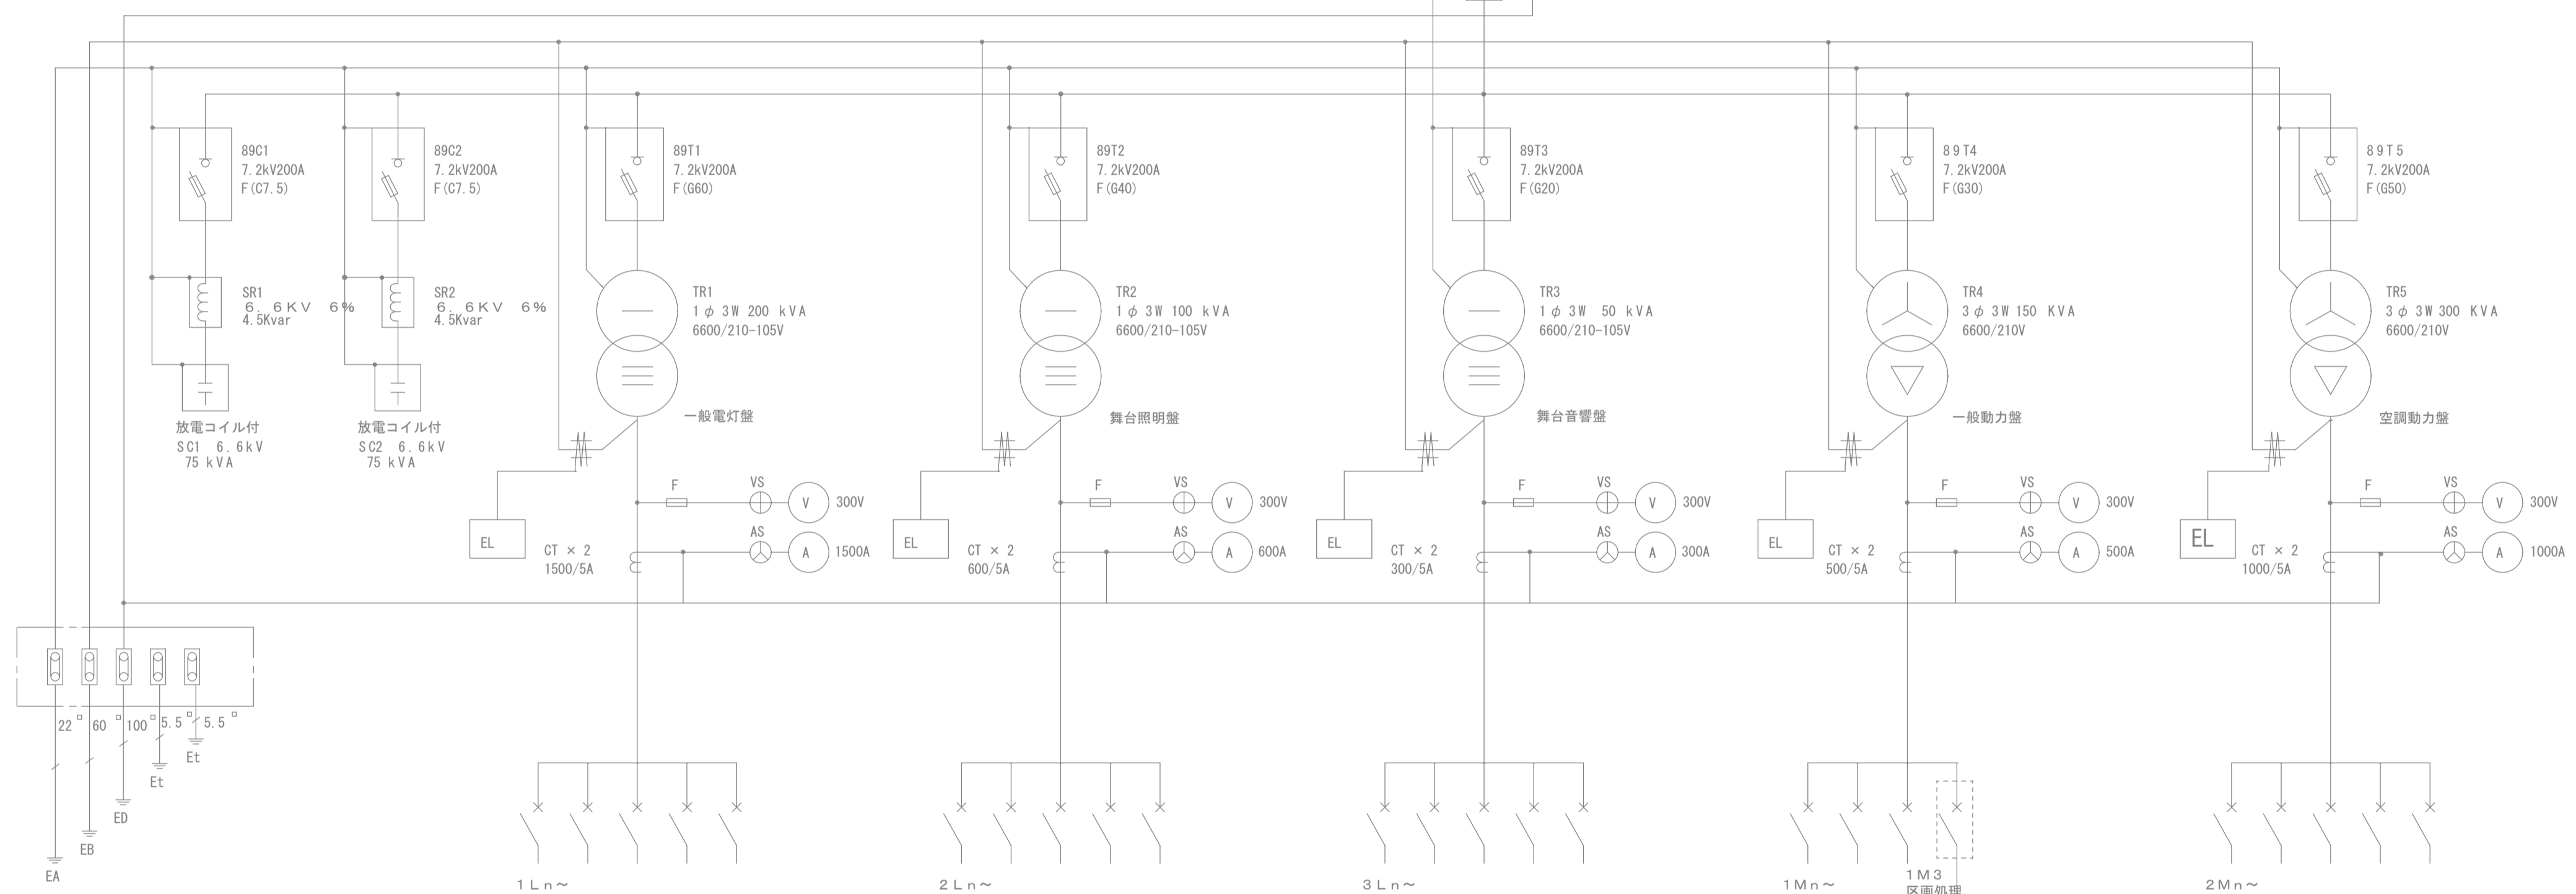 89C1
7.2kV200A
F(C7.5)
89C2
7.2kV200A
F(C7.5)
89T1
7.2kV200A
F(G60)
89T2
7.2kV200A
F(G40)
89T3
7.2kV200A
F(G20)
89T4
7.2kV200A
F(G30)
89T5
7.2kV200A
F(G50)
SR1
6.6KV 6%
4.5Kvar
SR2
6.6KV 6%
4.5Kvar
TR1
1φ3W 200 kVA
6600/210-105V
TR2
1φ3W 100 kVA
6600/210-105V
TR3
1φ3W 50 kVA
6600/210-105V
TR4
3φ3W 150 KVA
6600/210V
TR5
3φ3W 300 KVA
6600/210V
放電コイル付
SC1 6.6kV
75 kVA
放電コイル付
SC2 6.6kV
75 kVA
一般電灯盤
舞台照明盤
舞台音響盤
一般動力盤
空調動力盤
EL
CT × 2
1500/5A
F
VS
V
300V
AS
A
1500A
EL
CT × 2
600/5A
F
VS
V
300V
AS
A
600A
EL
CT × 2
300/5A
F
VS
V
300V
AS
A
300A
EL
CT × 2
500/5A
F
VS
V
300V
AS
A
500A
EL
CT × 2
1000/5A
F
VS
V
300V
AS
A
1000A
22□ 60□ 100□ 5.5□ 5.5□
Et
Et
ED
EB
EA
1Ln~
2Ln~
3Ln~
1Mn~
1M3
区画処理
2Mn~